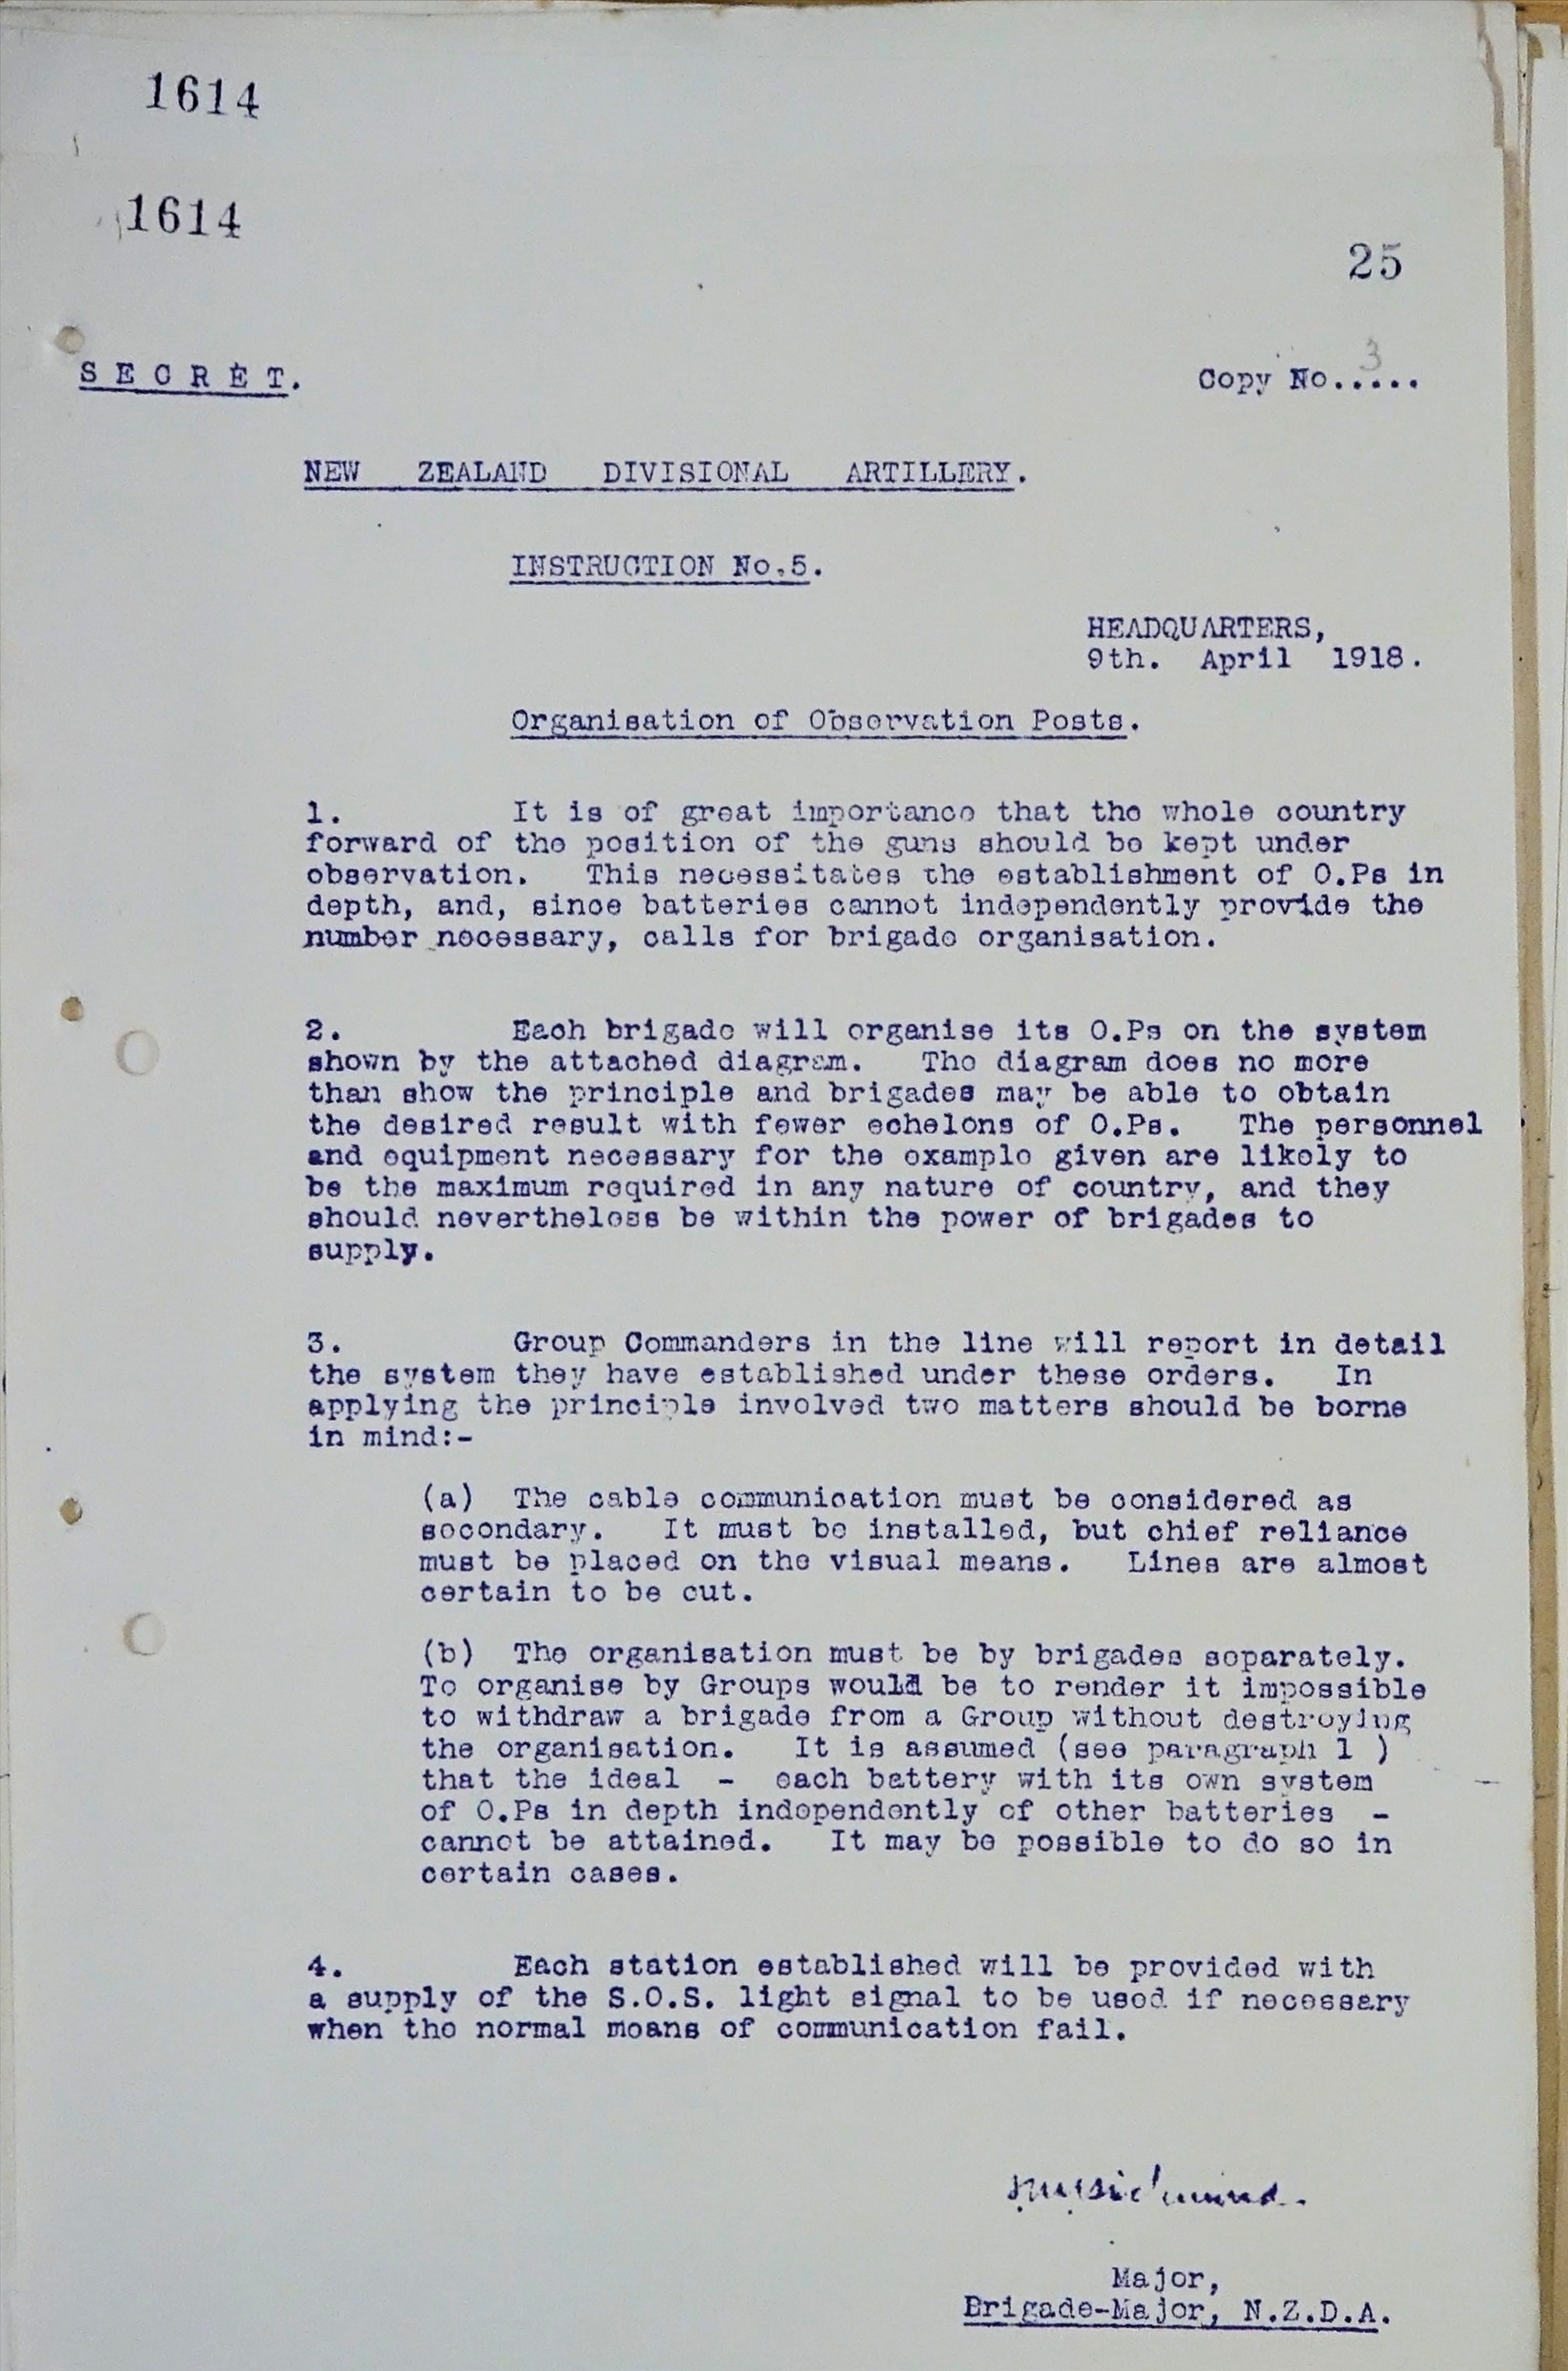 1614
1614
25
SECRET.
Copy No..... 3
NEW ZEALAND DIVISIONAL ARTILLERY.
INSTRUCTION No.5.
HEADQUARTERS,
9th. April 1918.
Organisation of Observation Posts.
1. It is of great importance that the whole country
forward of the position of the guns should be kept under
observation. This necessitates the establishment of O.Ps in
depth, and, since batteries cannot independently provide the
number necessary, calls for brigade organisation.
2. Each brigade will organise its O.Ps on the system
shown by the attached diagram. The diagram does no more
than show the principle and brigades may be able to obtain
the desired result with fewer echelons of O.Ps. The personnel
and equipment necessary for the example given are likely to
be the maximum required in any nature of country, and they
should nevertheless be within the power of brigades to
supply.
3. Group Commanders in the line will report in detail
the system they have established under these orders. In
applying the principle involved two matters should be borne
in mind:-
(a) The cable communication must be considered as
secondary. It must be installed, but chief reliance
must be placed on the visual means. Lines are almost
certain to be cut.
(b) The organisation must be by brigades separately.
To organise by Groups would be to render it impossible
to withdraw a brigade from a Group without destroying
the organisation. It is assumed (see paragraph 1 )
that the ideal - each battery with its own system
of O.Ps in depth independently of other batteries -
cannot be attained. It may be possible to do so in
certain cases.
4. Each station established will be provided with
a supply of the S.O.S. light signal to be used if necessary
when the normal means of communication fail.
Major,
Brigade-Major, N.Z.D.A.